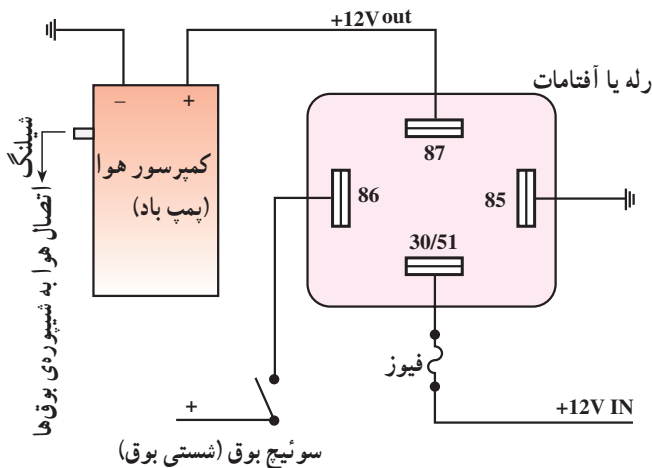 +12V out
رله یا آفتامات
– +
کمپرسور هوا
(پمپ باد)
شیلنگ
اتصال هوا به شیپوره‌ی بوق‌ها
87
86
85
30/51
فیوز
+12V IN
+
سوئیچ بوق (شستی بوق)